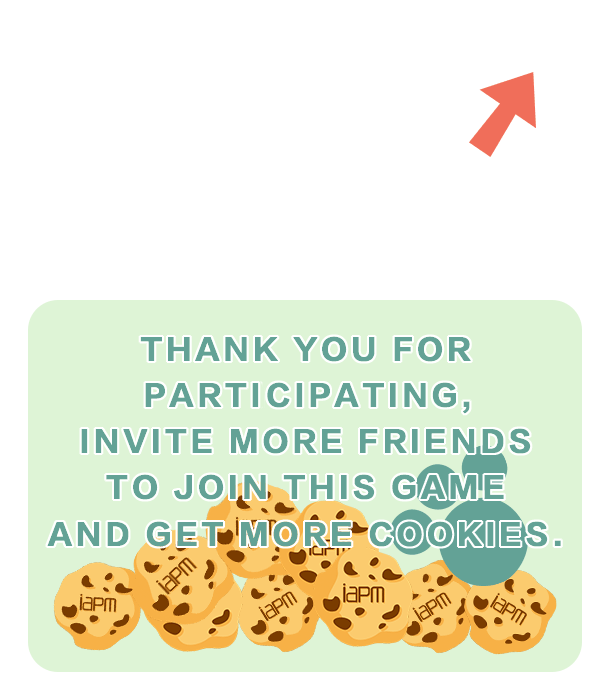 THANK YOU FOR
PARTICIPATING,
INVITE MORE FRIENDS
TO JOIN THIS GAME
AND GET MORE COOKIES.
iapm
iapm
iapm
iapm
iapm
iapm
iapm
iapm